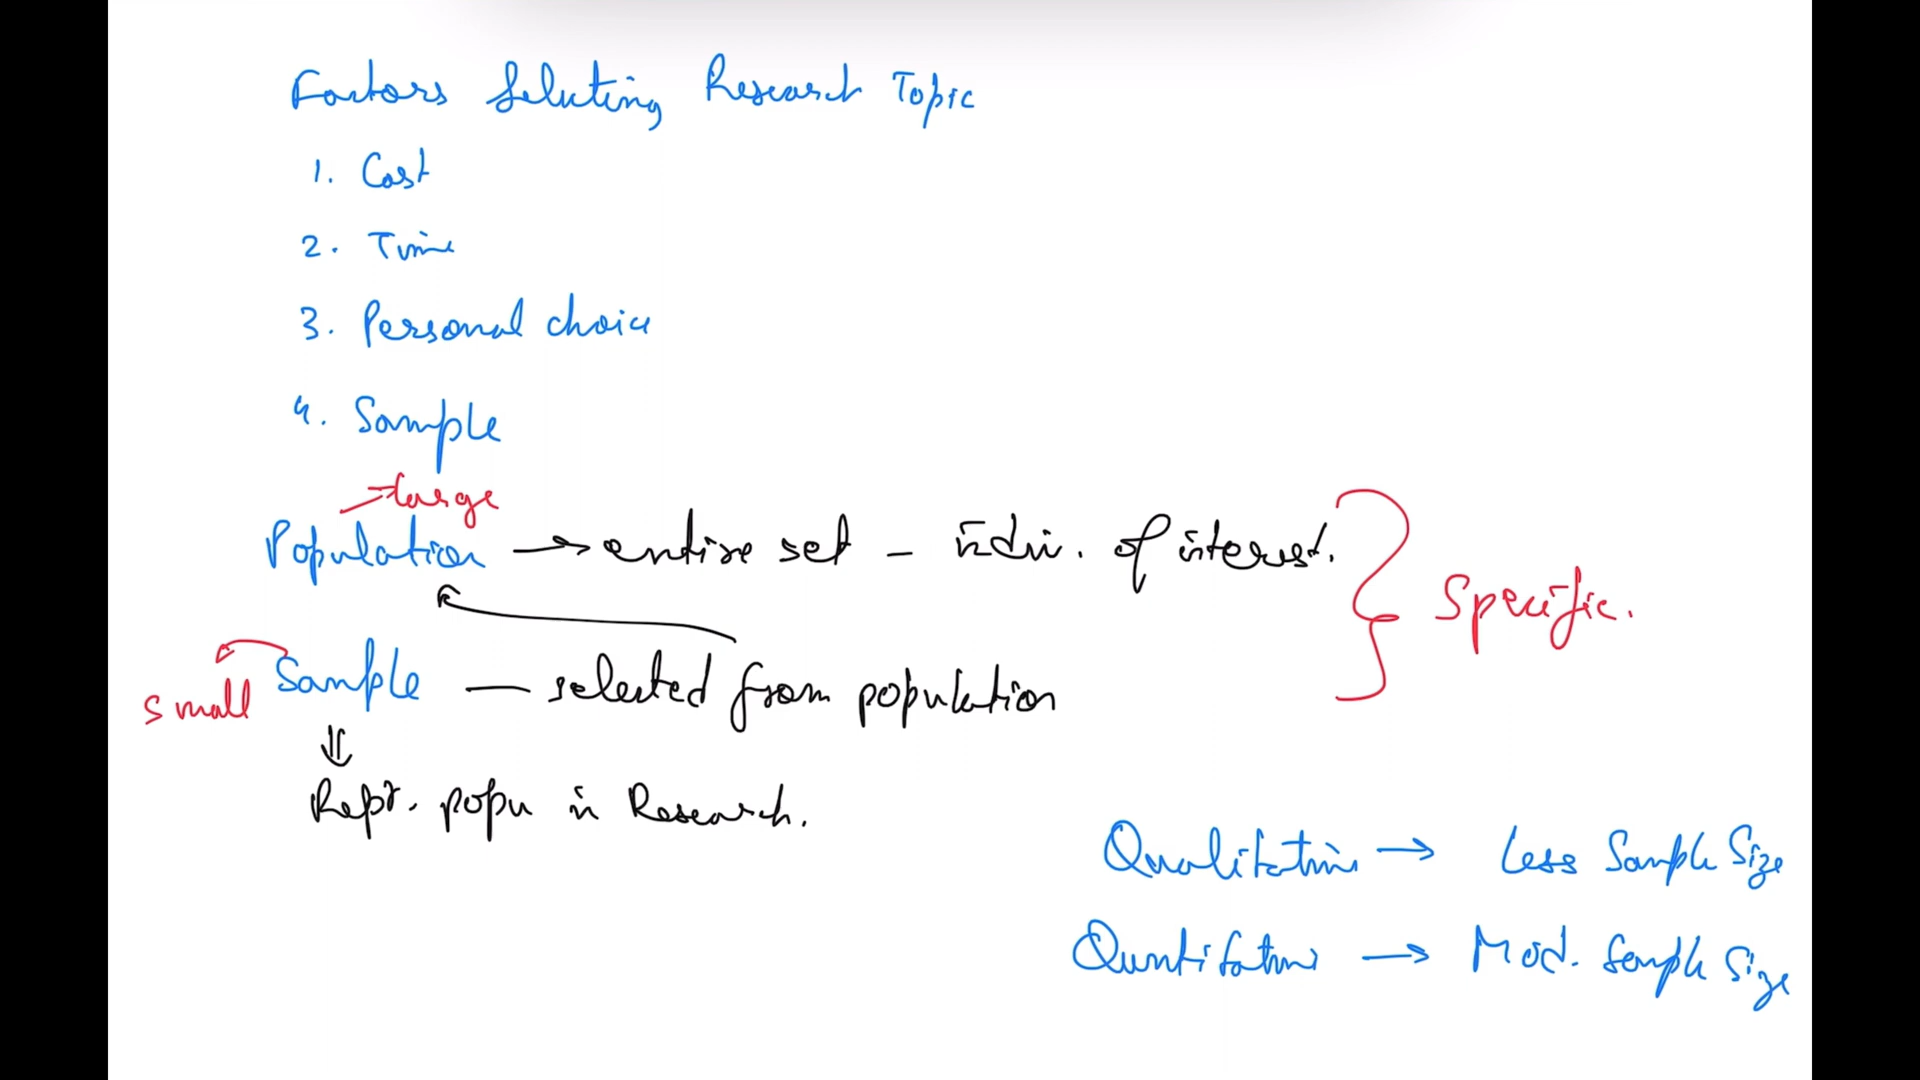 Factors Selecting Research Topic
1. Cost
2. Time
3. Personal choice
4. Sample
→ large
Population → entire set - indiv. of interest.
Specific.
small Sample — selected from population
⇓
Repr. popu in Research.
Qualitative → Less Sample Size
Quantitative → Mod. Sample Size